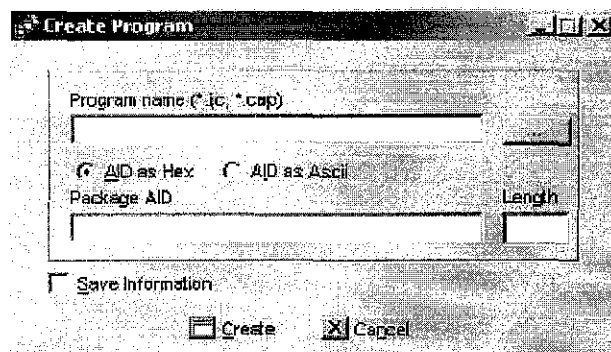 Create Program
Program name (*.jc, *.cap)
...
AID as Hex AID as Ascii
Package AID Length
Save Information
Create Cancel